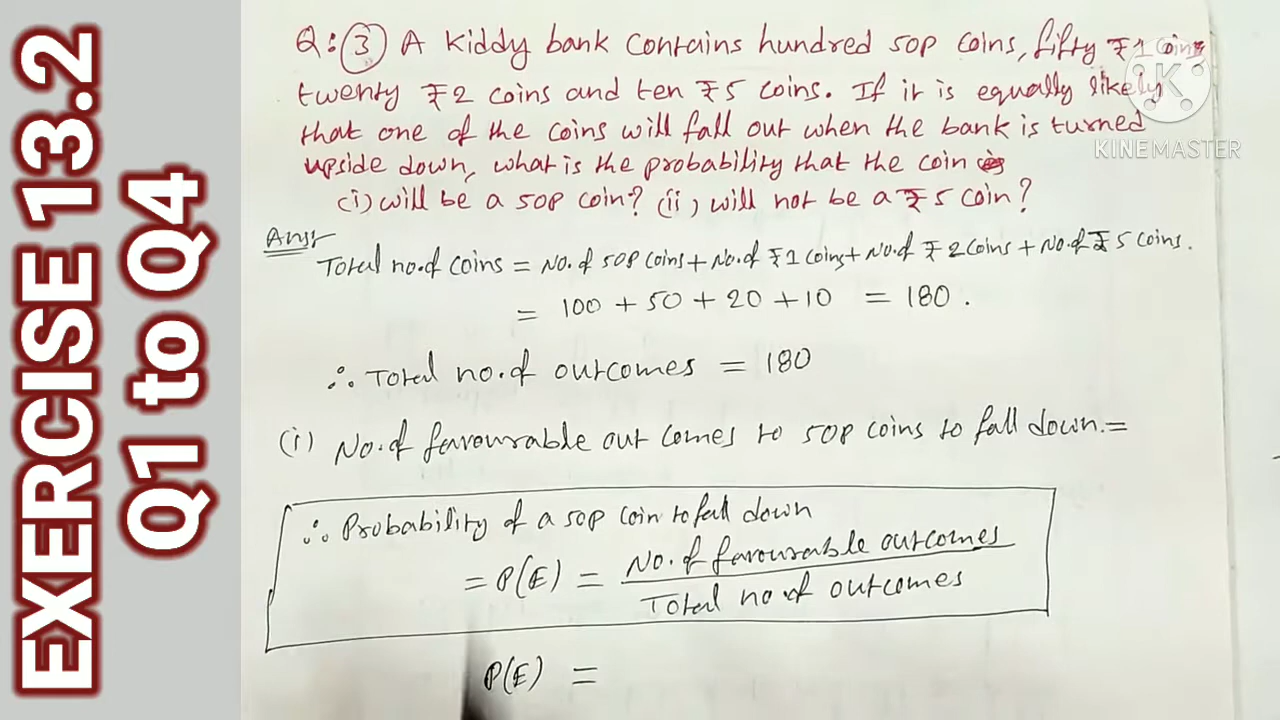 EXERCISE 13.2
Q1 to Q4
Q:③ A Kiddy bank contains hundred 50p coins, fifty ₹1 coins
twenty ₹2 coins and ten ₹5 coins. If it is equally likely
that one of the coins will fall out when the bank is turned
upside down, what is the probability that the coin
(i) will be a 50p coin? (ii) will not be a ₹5 coin?
K
KINEMASTER
Ans
Total no.of coins = No. of 50p coins + No.of ₹1 coins + No.of ₹2 coins + No.of ₹5 coins.
= 100 + 50 + 20 + 10 = 180.
∴ Total no.of outcomes = 180
(i) No.of favourable out comes to 50p coins to fall down. =
∴ Probability of a 50p coin to fall down
= P(E) = No.of favourable outcomes
Total no of outcomes
P(E) =